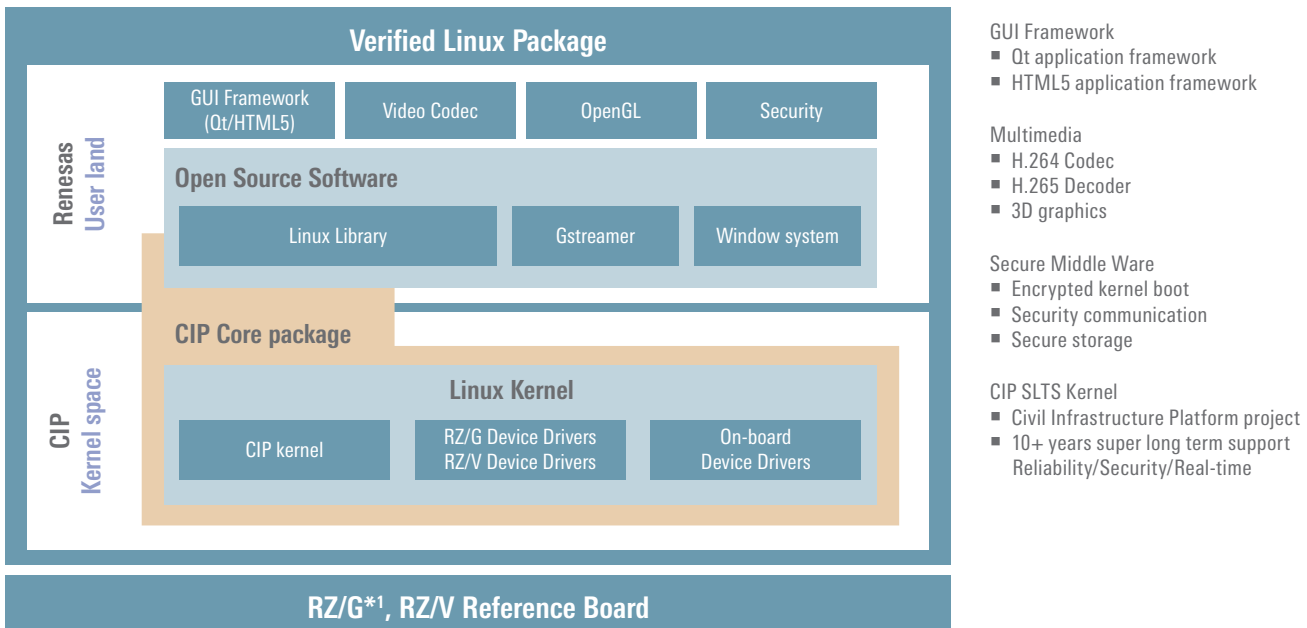 Verified Linux Package
Renesas
User land
GUI Framework
(Qt/HTML5)
Video Codec
OpenGL
Security
Open Source Software
Linux Library
Gstreamer
Window system
CIP Core package
CIP
Kernel space
Linux Kernel
CIP kernel
RZ/G Device Drivers
RZ/V Device Drivers
On-board
Device Drivers
RZ/G*1, RZ/V Reference Board
GUI Framework
■ Qt application framework
■ HTML5 application framework
Multimedia
■ H.264 Codec
■ H.265 Decoder
■ 3D graphics
Secure Middle Ware
■ Encrypted kernel boot
■ Security communication
■ Secure storage
CIP SLTS Kernel
■ Civil Infrastructure Platform project
■ 10+ years super long term support
Reliability/Security/Real-time